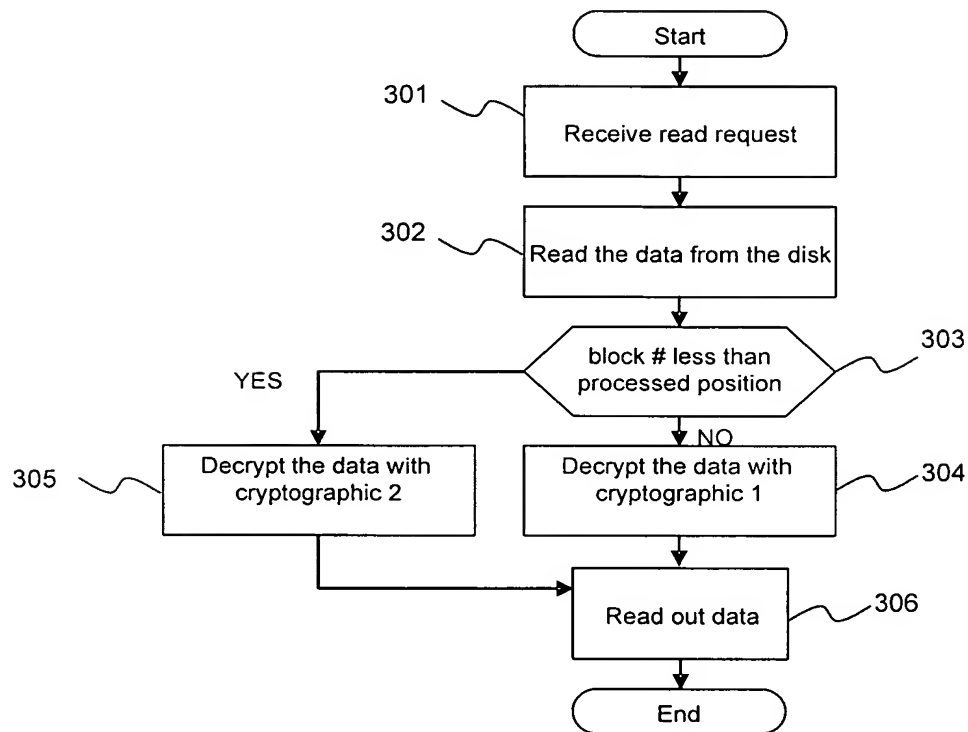 Start
301
Receive read request
302
Read the data from the disk
303
block # less than
processed position
YES
NO
305
Decrypt the data with
cryptographic 2
Decrypt the data with
cryptographic 1
304
Read out data
306
End